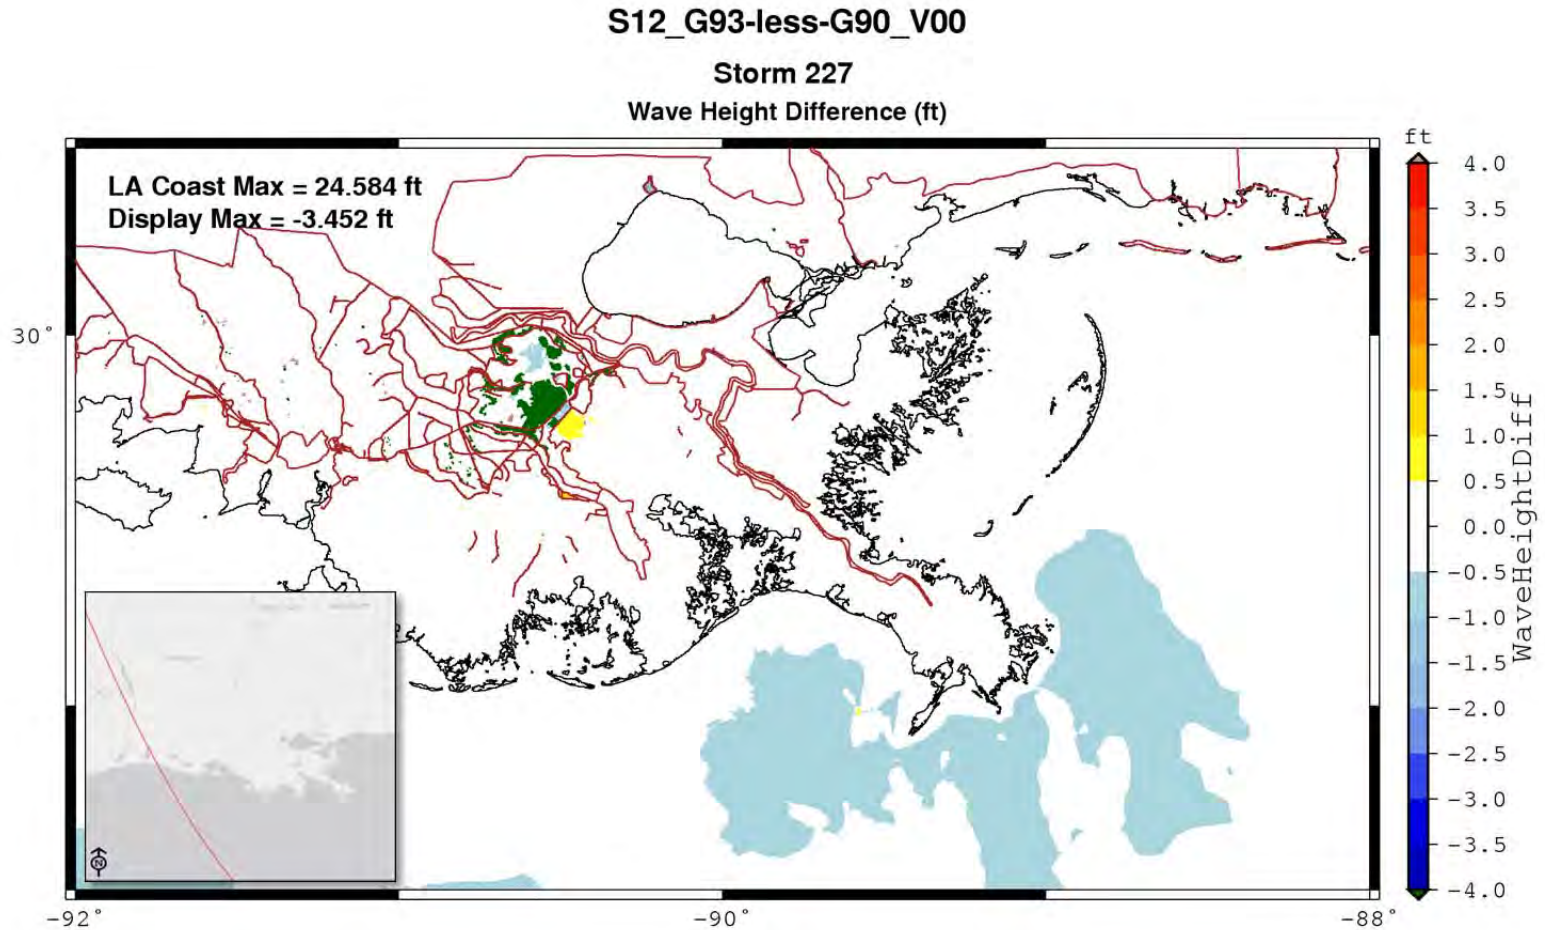 S12_G93-less-G90_V00
Storm 227
Wave Height Difference (ft)
LA Coast Max = 24.584 ft
Display Max = -3.452 ft
ft
4.0
3.5
3.0
2.5
2.0
1.5
1.0
0.5
0.0
−0.5
−1.0
−1.5
−2.0
−2.5
−3.0
−3.5
−4.0
WaveHeightDiff
30°
−92°
−90°
−88°
N